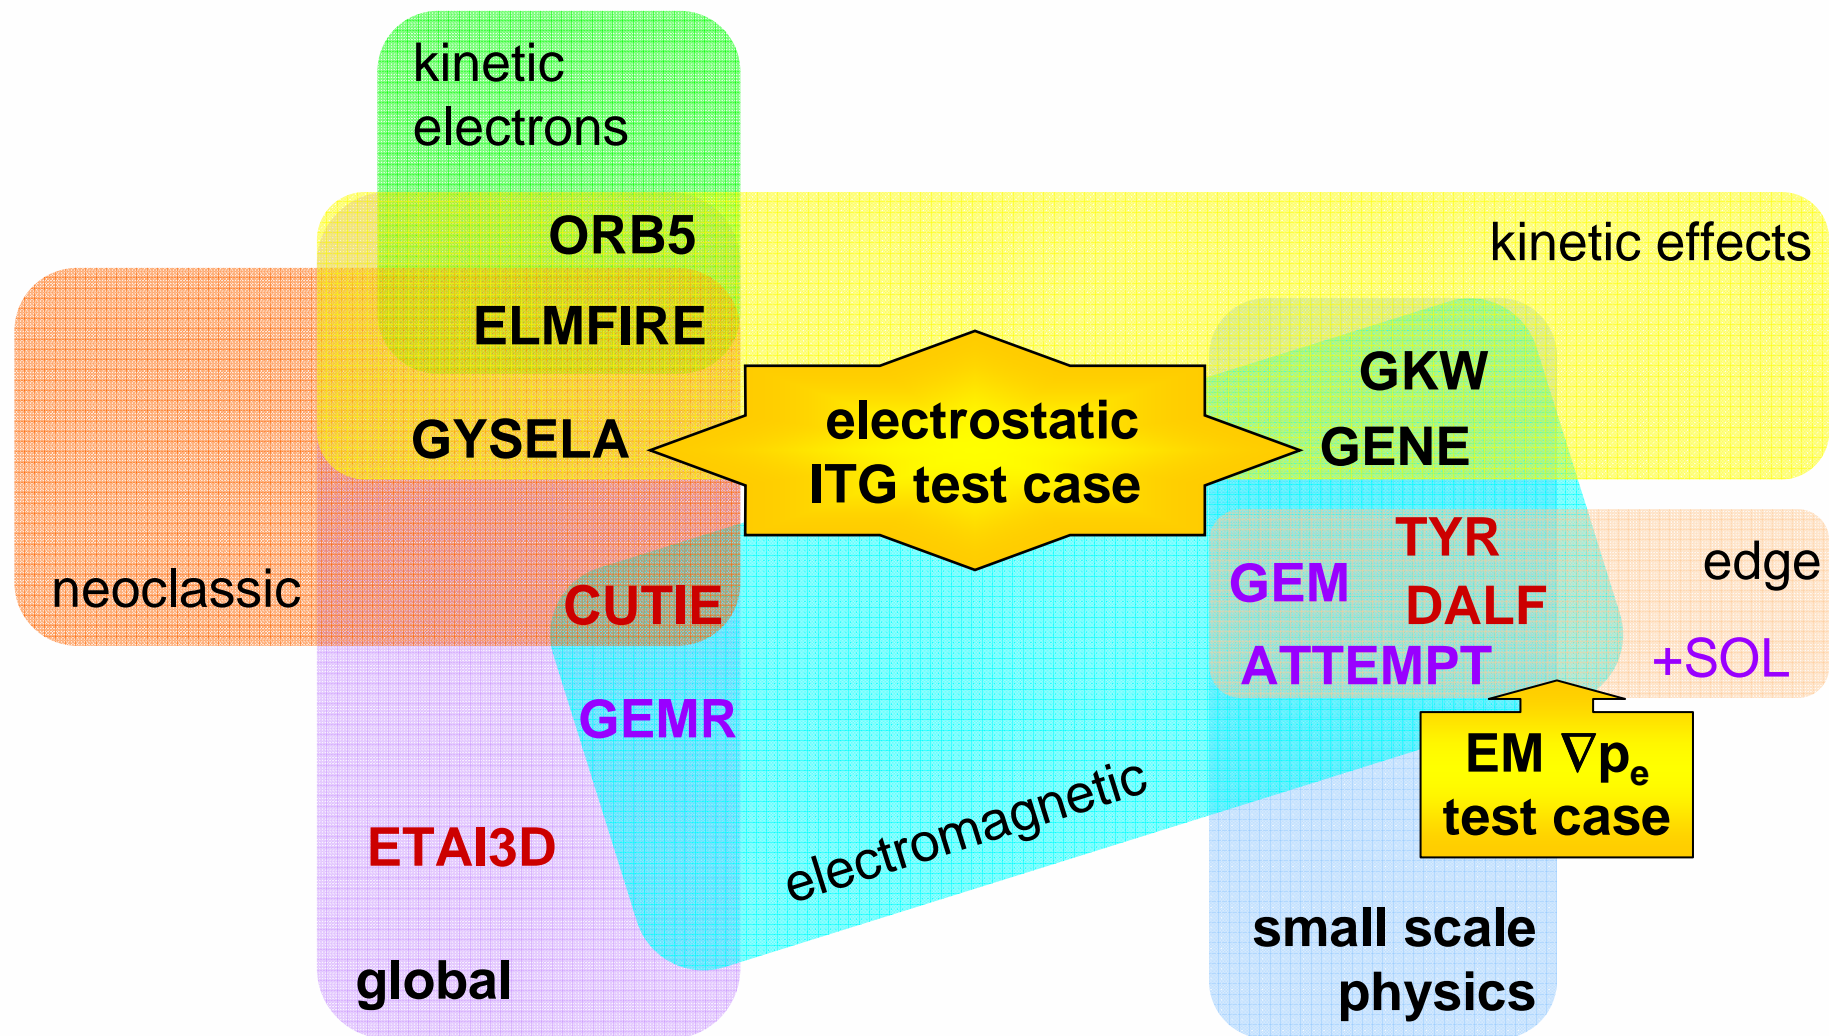 kinetic
electrons
ORB5
kinetic effects
ELMFIRE
GKW
electrostatic
ITG test case
GYSELA
GENE
TYR
edge
neoclassic
CUTIE
GEM
DALF
ATTEMPT
+SOL
GEMR
EM ∇pₑ
test case
electromagnetic
ETAI3D
small scale
physics
global